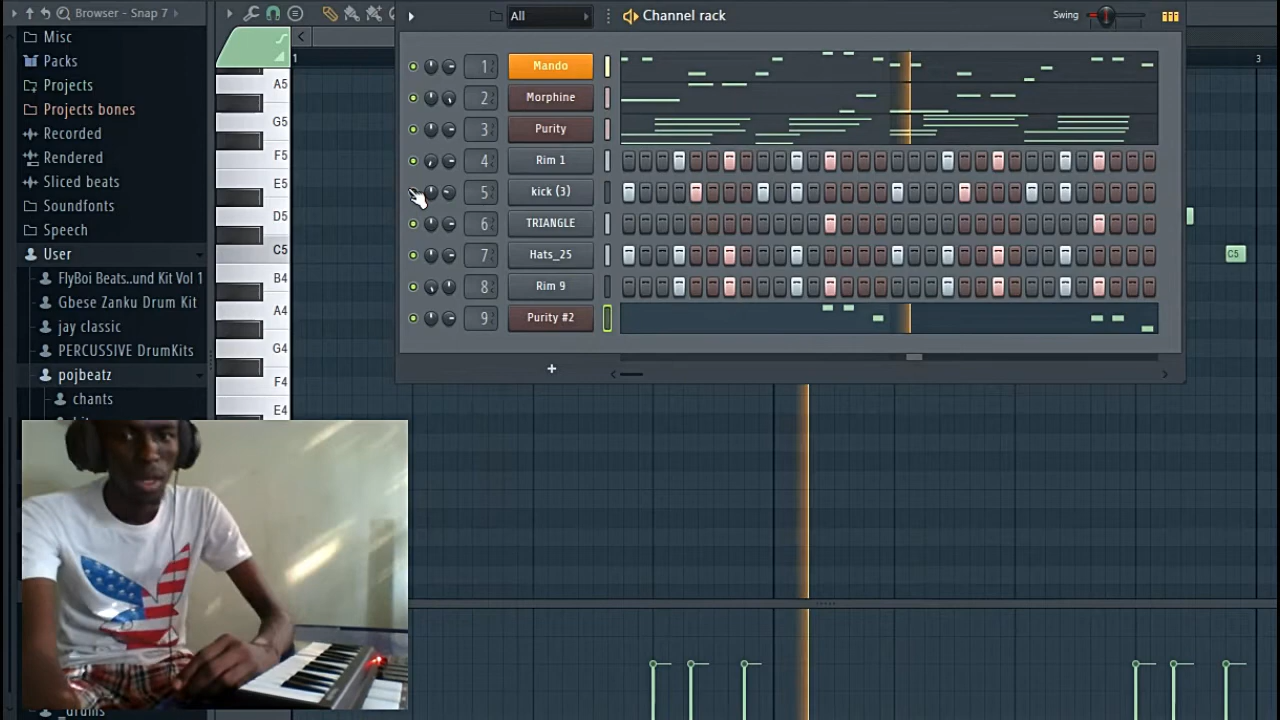 Browser - Snap 7
All
Channel rack
Swing
Misc
Packs
Projects
Projects bones
Recorded
Rendered
Sliced beats
Soundfonts
Speech
User
FlyBoi Beats..und Kit Vol 1
Gbese Zanku Drum Kit
jay classic
PERCUSSIVE DrumKits
pojbeatz
chants
_drums
1
3
A5
G5
F5
E5
D5
C5
B4
A4
G4
F4
E4
1 Mando
2 Morphine
3 Purity
4 Rim 1
5 kick (3)
6 TRIANGLE
7 Hats_25
8 Rim 9
9 Purity #2
+
C5